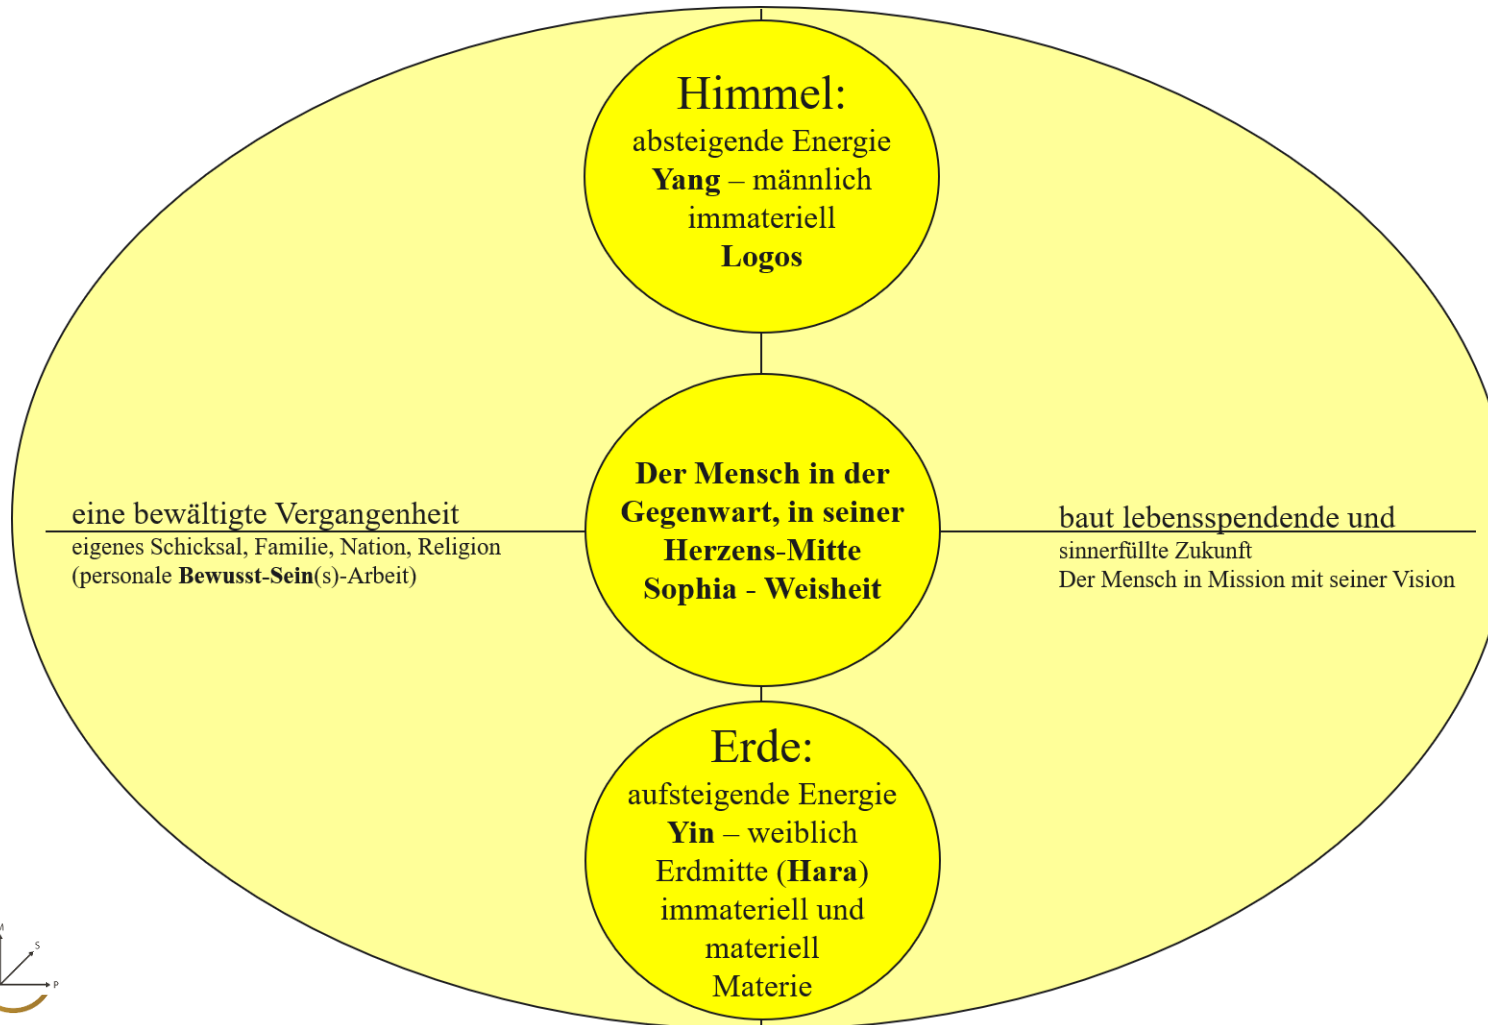 Himmel:
absteigende Energie
Yang – männlich
immateriell
Logos
Der Mensch in der
Gegenwart, in seiner
Herzens-Mitte
Sophia - Weisheit
eine bewältigte Vergangenheit
eigenes Schicksal, Familie, Nation, Religion
(personale Bewusst-Sein(s)-Arbeit)
baut lebensspendende und
sinnerfüllte Zukunft
Der Mensch in Mission mit seiner Vision
Erde:
aufsteigende Energie
Yin – weiblich
Erdmitte (Hara)
immateriell und
materiell
Materie
M
S
P